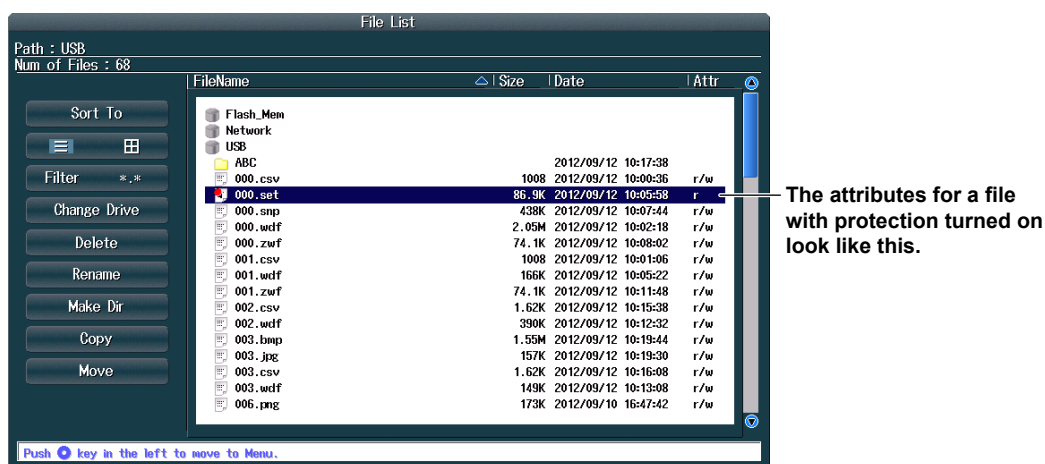 File List
Path : USB
Num of Files : 68
FileName Size Date Attr
Sort To
Filter *.*
Change Drive
Delete
Rename
Make Dir
Copy
Move
Flash_Mem
Network
USB
ABC 2012/09/12 10:17:38
000.csv 1008 2012/09/12 10:00:36 r/w
000.set 86.9K 2012/09/12 10:05:58 r
000.snp 438K 2012/09/12 10:07:44 r/w
000.wdf 2.05M 2012/09/12 10:02:18 r/w
000.zwf 74.1K 2012/09/12 10:08:02 r/w
001.csv 1008 2012/09/12 10:01:06 r/w
001.wdf 166K 2012/09/12 10:05:22 r/w
001.zwf 74.1K 2012/09/12 10:11:48 r/w
002.csv 1.62K 2012/09/12 10:15:38 r/w
002.wdf 390K 2012/09/12 10:12:32 r/w
003.bmp 1.55M 2012/09/12 10:19:44 r/w
003.jpg 157K 2012/09/12 10:19:30 r/w
003.csv 1.62K 2012/09/12 10:16:08 r/w
003.wdf 149K 2012/09/12 10:13:08 r/w
006.png 173K 2012/09/10 16:47:42 r/w
Push key in the left to move to Menu.
The attributes for a file
with protection turned on
look like this.